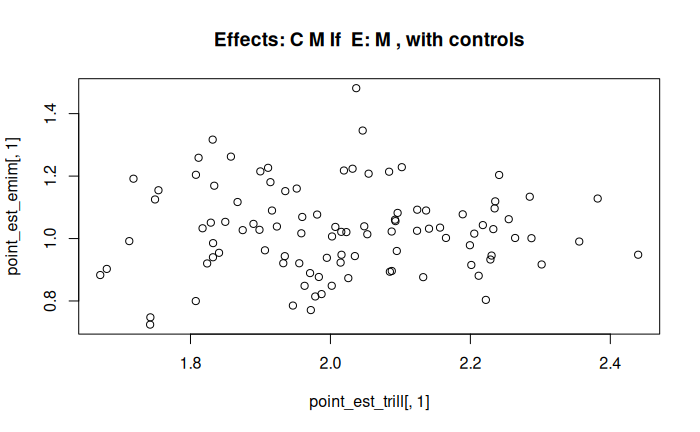 Effects: C M If  E: M , with controls
point_est_emim[, 1]
1.4
1.2
1.0
0.8
1.8
2.0
2.2
2.4
point_est_trill[, 1]